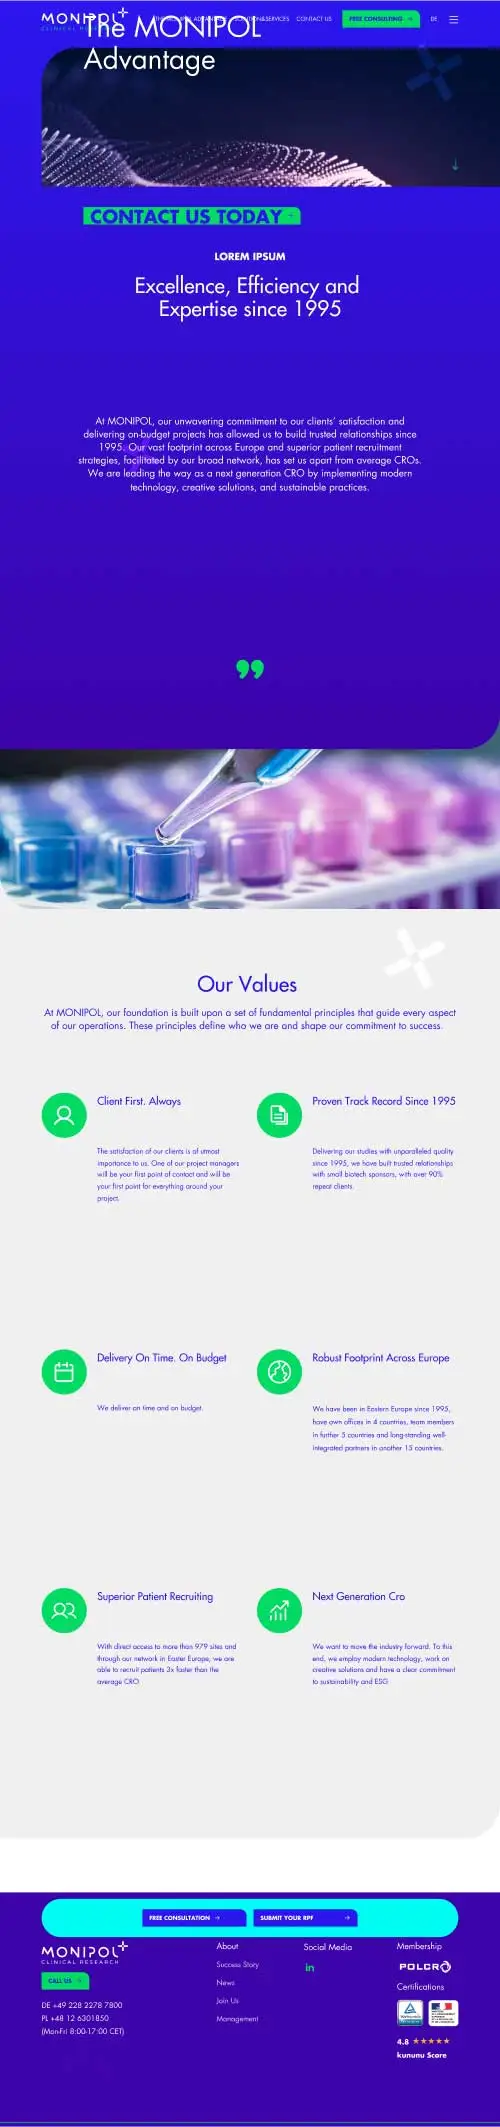 MONIPOL
CLINICAL RESEARCH
SERVICES
CONTACT US
FREE CONSULTING
DE
The MONIPOL
Advantage
CONTACT US TODAY
LOREM IPSUM
Excellence, Efficiency and
Expertise since 1995
At MONIPOL, our unwavering commitment to our clients' satisfaction and
delivering on-budget projects has allowed us to build trusted relationships since
1995. Our vast footprint across Europe and superior patient recruitment
strategies, facilitated by our broad network, has set us apart from average CROs.
We are leading the way as a next generation CRO by implementing modern
technology, creative solutions, and sustainable practices.
Our Values
At MONIPOL, our foundation is built upon a set of fundamental principles that guide every aspect
of our operations. These principles define who we are and shape our commitment to success.
Client First. Always
The satisfaction of our clients is of utmost
importance to us. One of our project managers
will be your first point of contact and will be
your first point for everything around your
project.
Proven Track Record Since 1995
Delivering our studies with unparalleled quality
since 1995, we have built trusted relationships
with small biotech sponsors, with over 90%
repeat clients.
Delivery On Time. On Budget
We deliver on time and on budget.
Robust Footprint Across Europe
We have been in Eastern Europe since 1995,
have own offices in 4 countries, team members
in further 5 countries and long-standing well-
integrated partners in another 15 countries.
Superior Patient Recruiting
With direct access to more than 979 sites and
through our network in Easter Europe, we are
able to recruit patients 3x faster than the
average CRO
Next Generation Cro
We want to move the industry forward. To this
end, we employ modern technology, work on
creative solutions and have a clear commitment
to sustainability and ESG
FREE CONSULTATION
SUBMIT YOUR RPF
MONIPOL
CLINICAL RESEARCH
CALL US
DE +49 228 2278 7800
PL +48 12 6301850
(Mon-Fri 8:00-17:00 CET)
About
Success Story
News
Join Us
Management
Social Media
in
Membership
POLCRO
Certifications
4.8
kununu Score